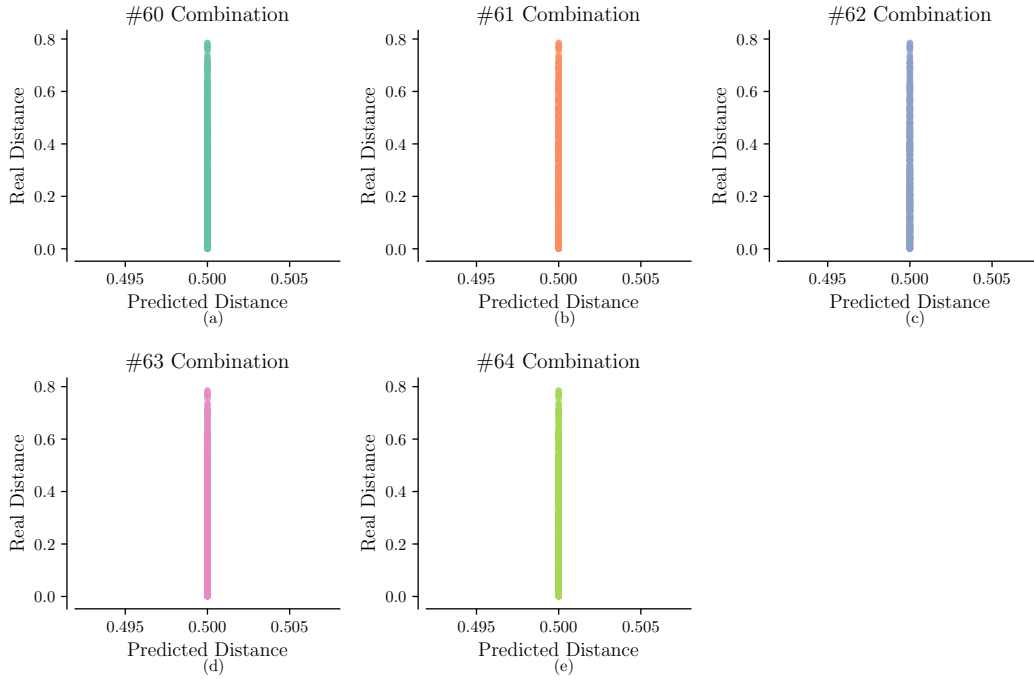 #60 Combination
0.8
0.6
0.4
0.2
0.0
Real Distance
0.495 0.500 0.505
Predicted Distance
(a)
#61 Combination
0.8
0.6
0.4
0.2
0.0
Real Distance
0.495 0.500 0.505
Predicted Distance
(b)
#62 Combination
0.8
0.6
0.4
0.2
0.0
Real Distance
0.495 0.500 0.505
Predicted Distance
(c)
#63 Combination
0.8
0.6
0.4
0.2
0.0
Real Distance
0.495 0.500 0.505
Predicted Distance
(d)
#64 Combination
0.8
0.6
0.4
0.2
0.0
Real Distance
0.495 0.500 0.505
Predicted Distance
(e)